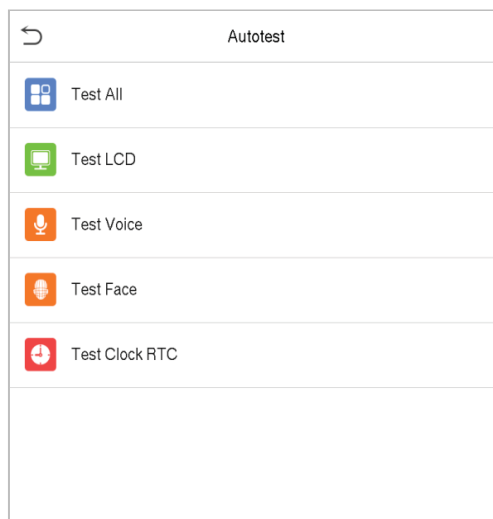 Autotest
Test All
Test LCD
Test Voice
Test Face
Test Clock RTC